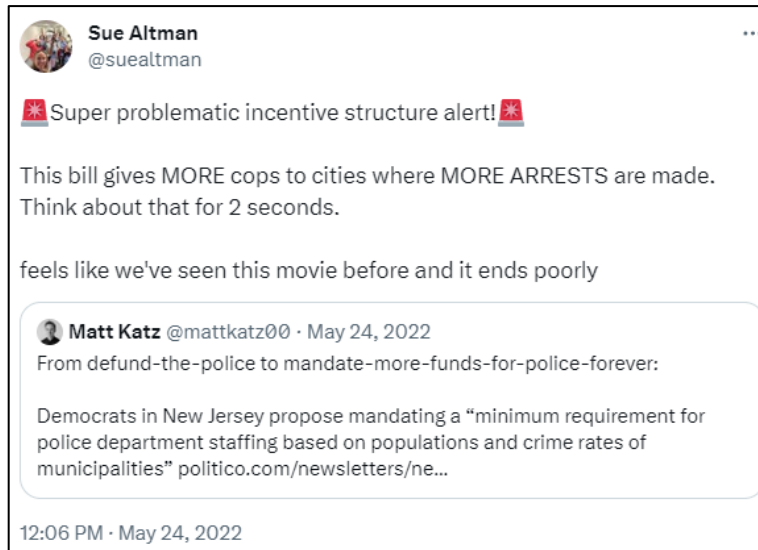 Sue Altman
@suealtman
🚨Super problematic incentive structure alert!🚨
This bill gives MORE cops to cities where MORE ARRESTS are made.
Think about that for 2 seconds.
feels like we've seen this movie before and it ends poorly
Matt Katz @mattkatz00 · May 24, 2022
From defund-the-police to mandate-more-funds-for-police-forever:
Democrats in New Jersey propose mandating a “minimum requirement for
police department staffing based on populations and crime rates of
municipalities” politico.com/newsletters/ne...
12:06 PM · May 24, 2022